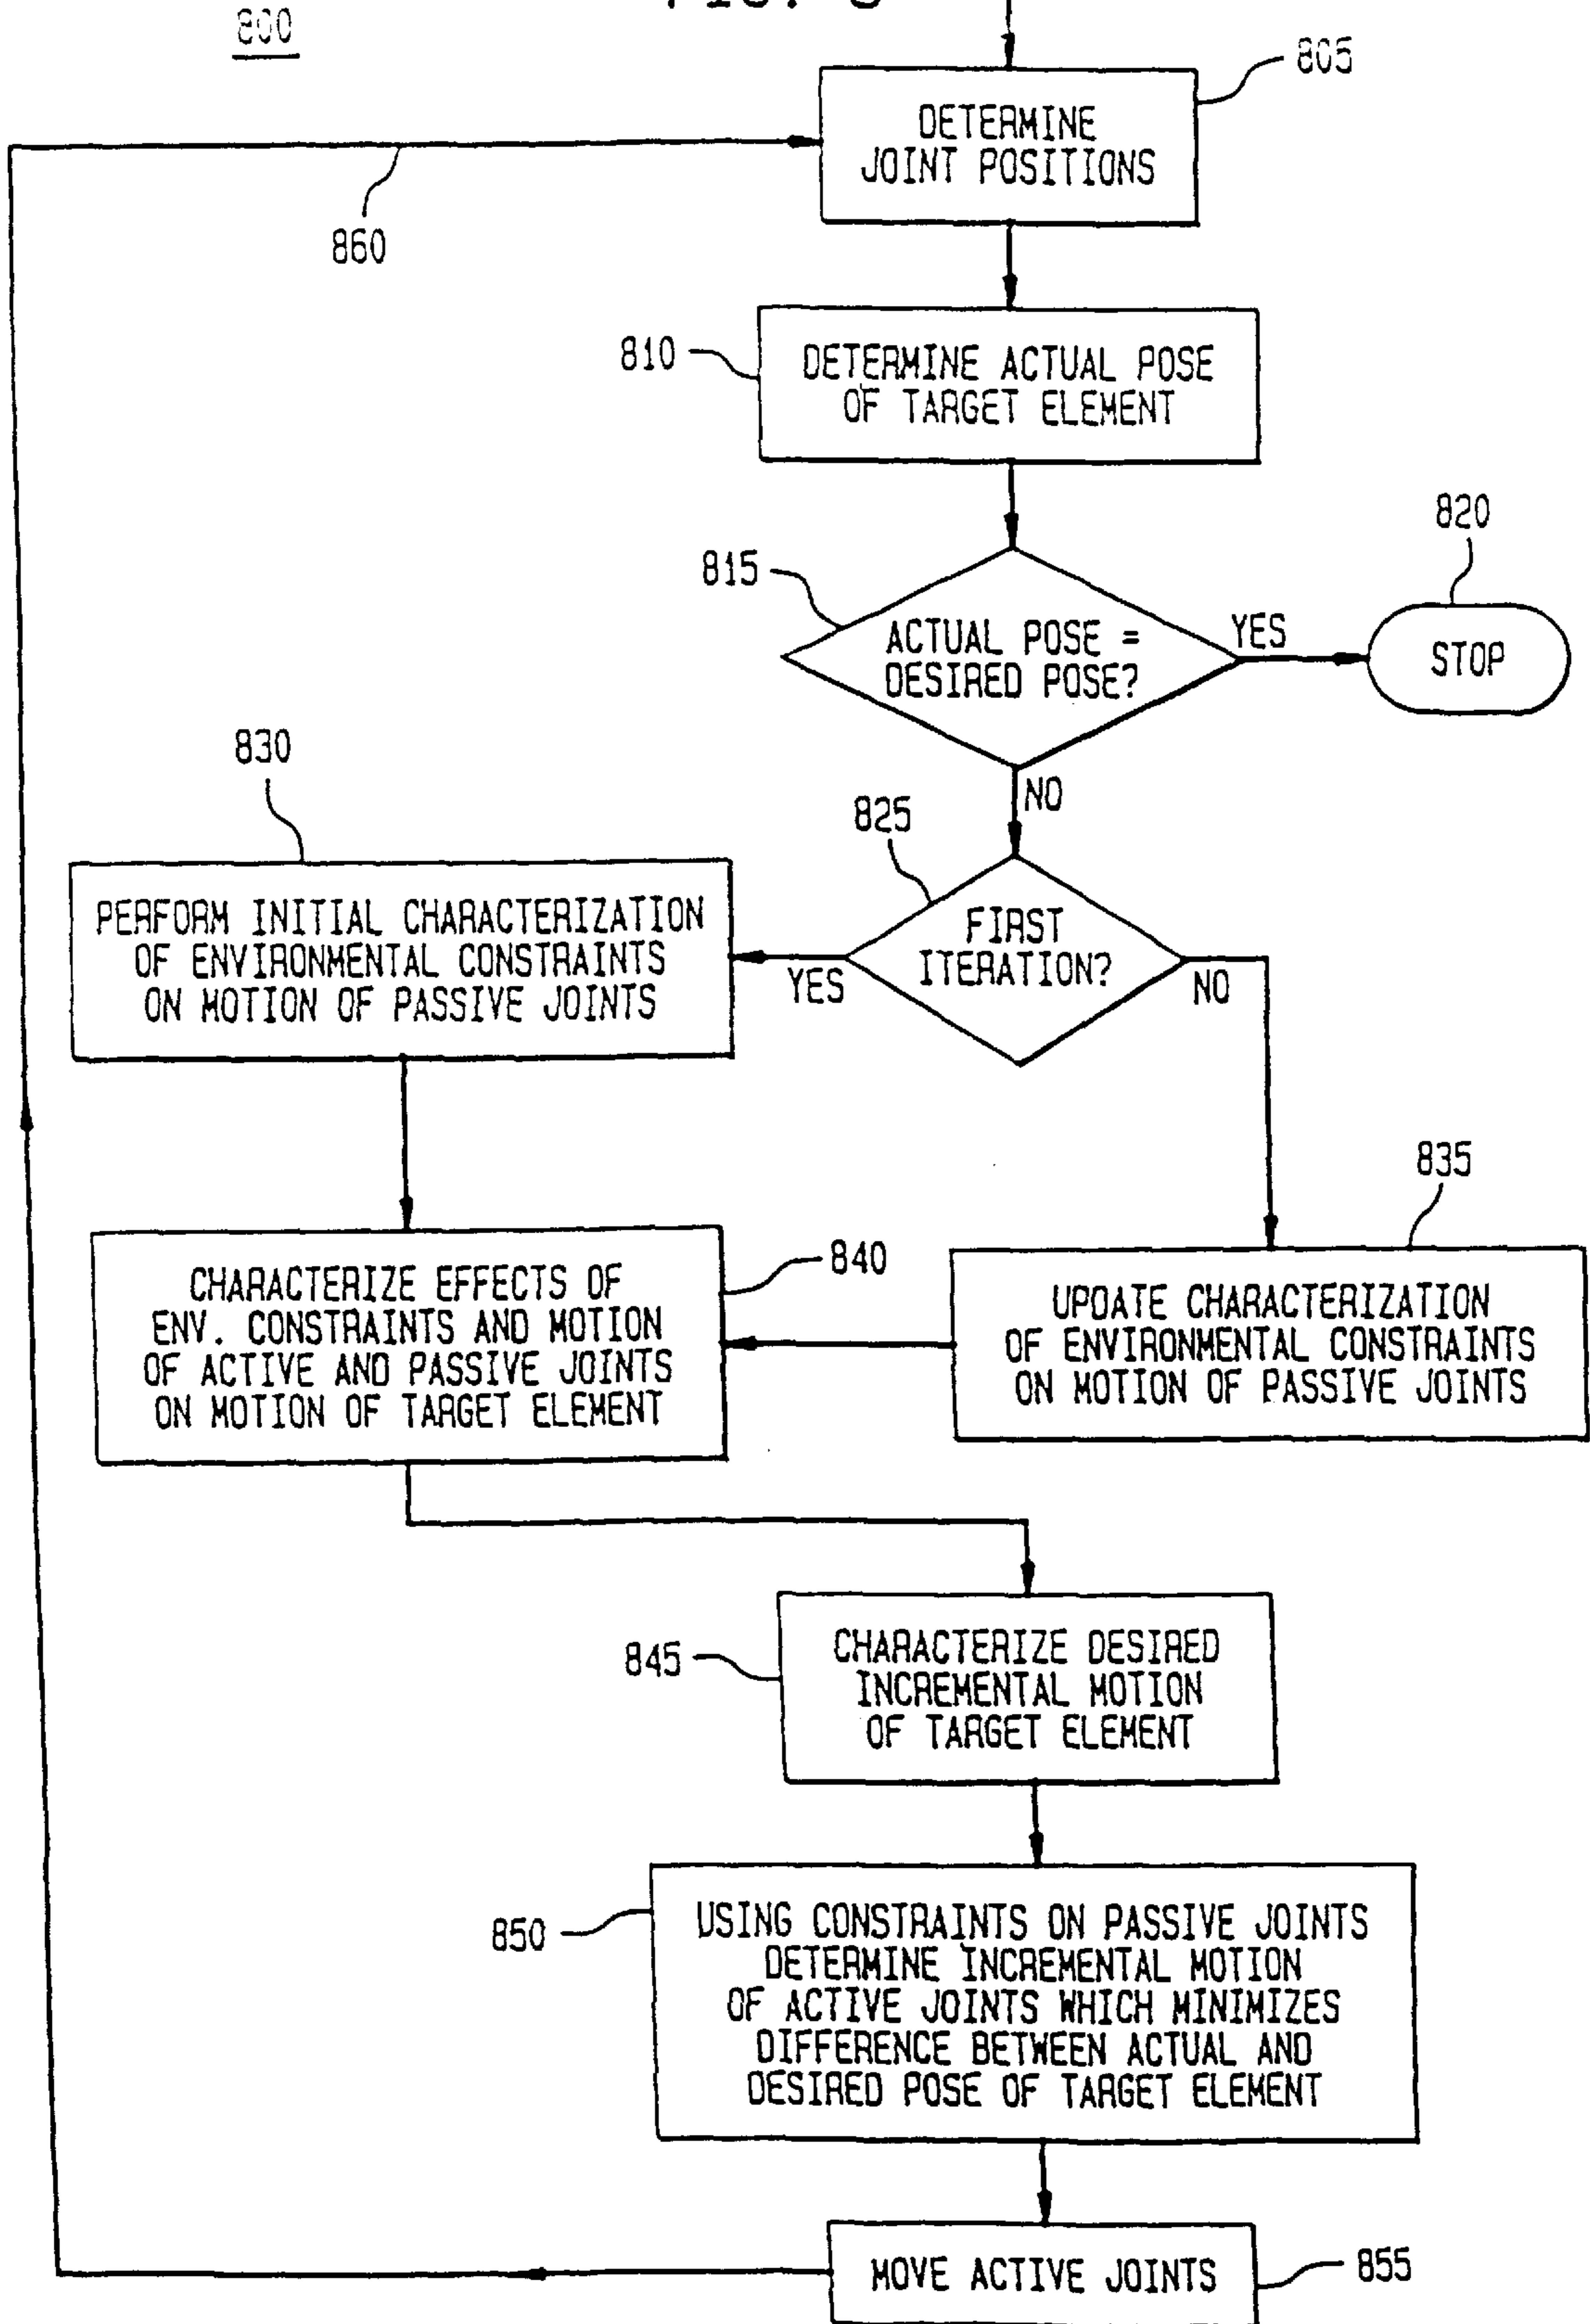 800
805
DETERMINE
JOINT POSITIONS
860
810
DETERMINE ACTUAL POSE
OF TARGET ELEMENT
815
ACTUAL POSE =
DESIRED POSE?
YES
820
STOP
NO
830
825
PERFORM INITIAL CHARACTERIZATION
OF ENVIRONMENTAL CONSTRAINTS
ON MOTION OF PASSIVE JOINTS
FIRST
ITERATION?
YES
NO
835
840
CHARACTERIZE EFFECTS OF
ENV. CONSTRAINTS AND MOTION
OF ACTIVE AND PASSIVE JOINTS
ON MOTION OF TARGET ELEMENT
UPDATE CHARACTERIZATION
OF ENVIRONMENTAL CONSTRAINTS
ON MOTION OF PASSIVE JOINTS
845
CHARACTERIZE DESIRED
INCREMENTAL MOTION
OF TARGET ELEMENT
850
USING CONSTRAINTS ON PASSIVE JOINTS
DETERMINE INCREMENTAL MOTION
OF ACTIVE JOINTS WHICH MINIMIZES
DIFFERENCE BETWEEN ACTUAL AND
DESIRED POSE OF TARGET ELEMENT
MOVE ACTIVE JOINTS
855